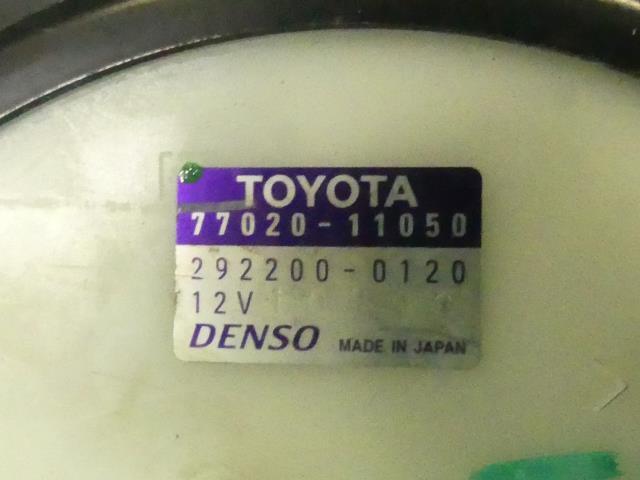 TOYOTA
77020-11050
292200-0120
12V
DENSO MADE IN JAPAN